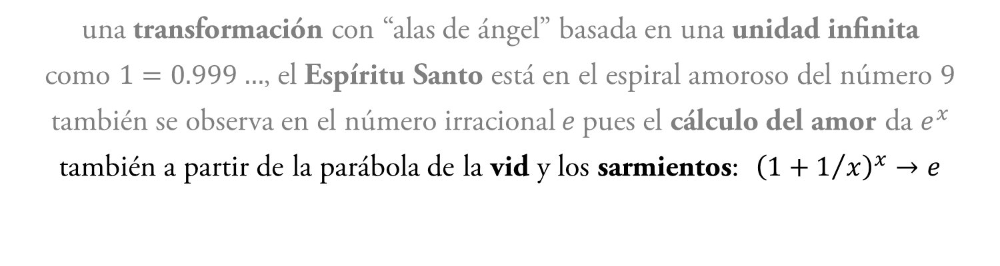 una transformación con “alas de ángel” basada en una unidad infinita
como 1 = 0.999 ..., el Espíritu Santo está en el espiral amoroso del número 9
también se observa en el número irracional e pues el cálculo del amor da eˣ
también a partir de la parábola de la vid y los sarmientos: (1 + 1/x)ˣ → e